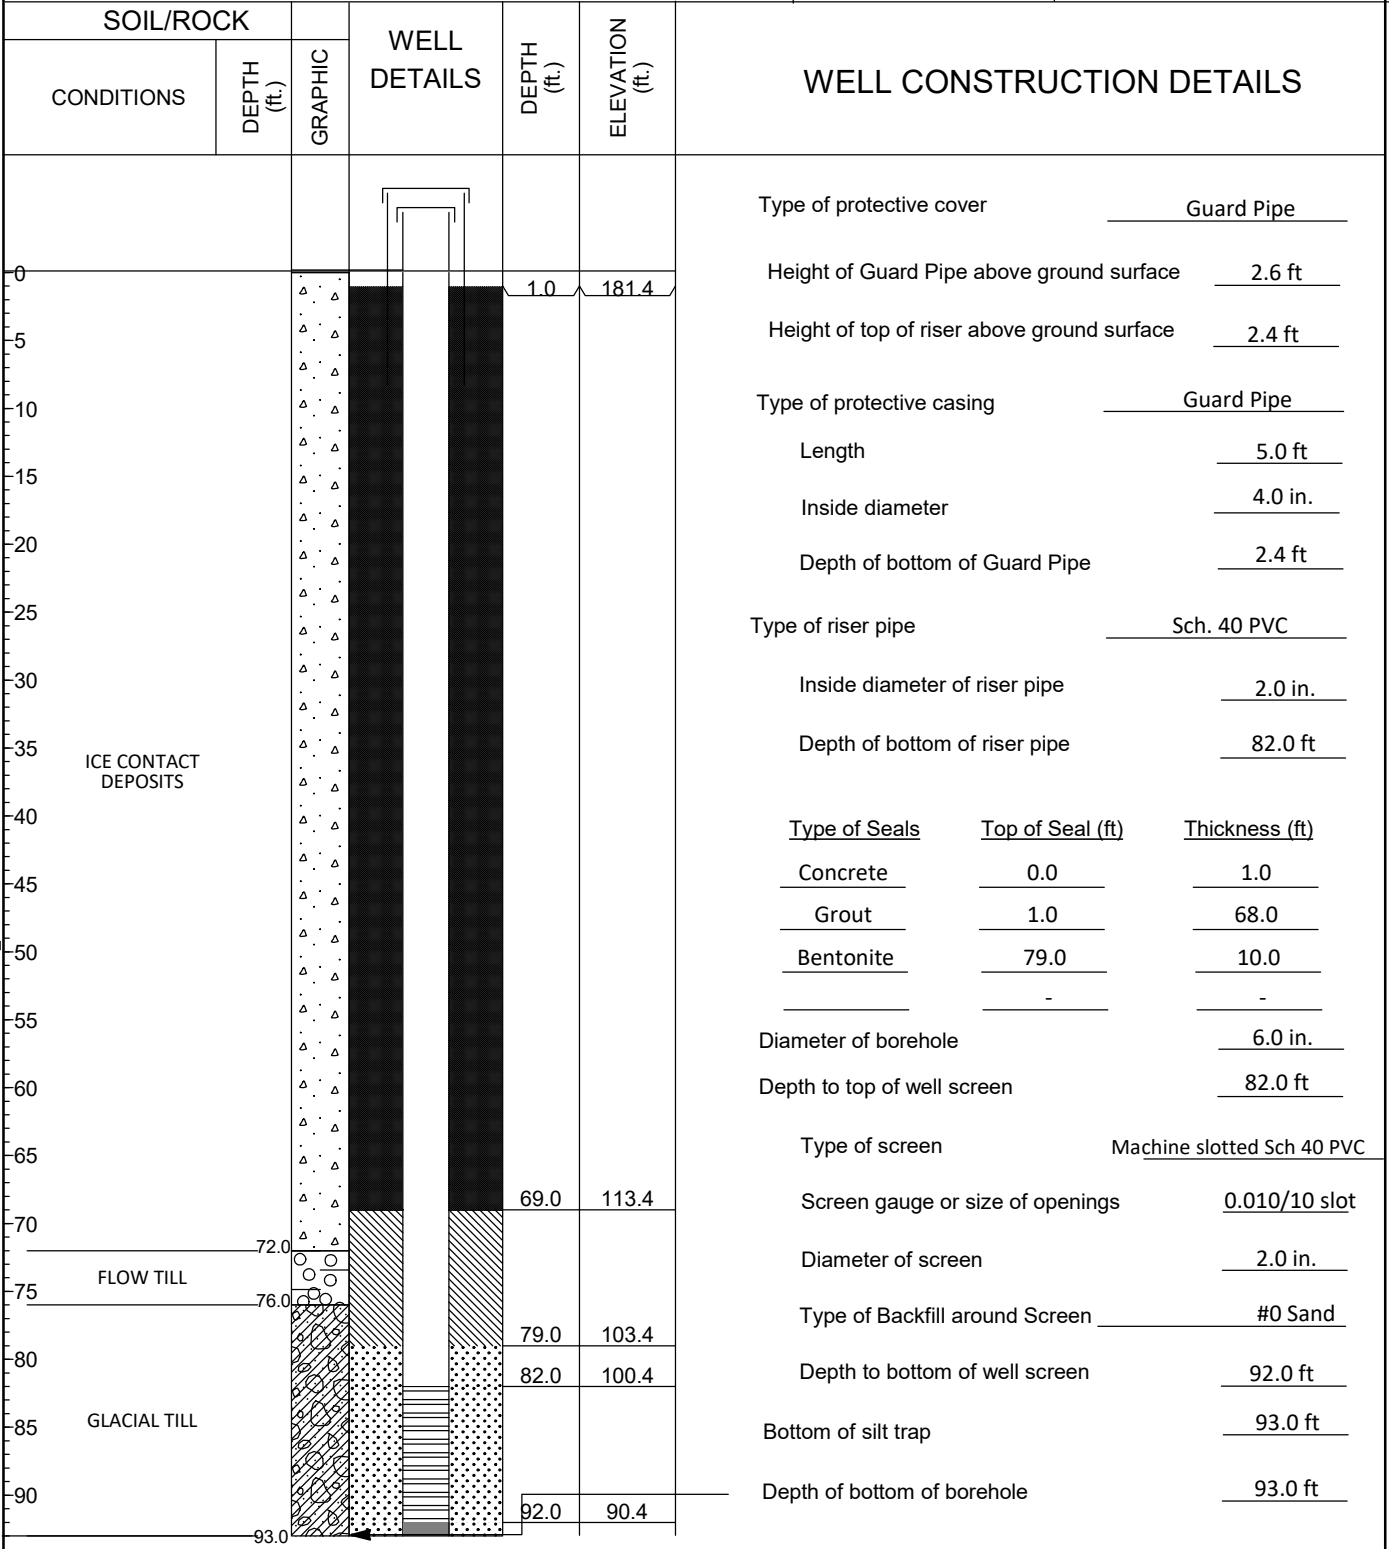 SOIL/ROCK
CONDITIONS
DEPTH
(ft.)
GRAPHIC
WELL
DETAILS
DEPTH
(ft.)
ELEVATION
(ft.)
WELL CONSTRUCTION DETAILS
0
5
10
15
20
25
30
35
40
45
50
55
60
65
70
75
80
85
90
ICE CONTACT
DEPOSITS
72.0
FLOW TILL
76.0
GLACIAL TILL
93.0
1.0 181.4
69.0 113.4
79.0 103.4
82.0 100.4
92.0 90.4
Type of protective cover Guard Pipe
Height of Guard Pipe above ground surface 2.6 ft
Height of top of riser above ground surface 2.4 ft
Type of protective casing Guard Pipe
Length 5.0 ft
Inside diameter 4.0 in.
Depth of bottom of Guard Pipe 2.4 ft
Type of riser pipe Sch. 40 PVC
Inside diameter of riser pipe 2.0 in.
Depth of bottom of riser pipe 82.0 ft
Type of Seals Top of Seal (ft) Thickness (ft)
Concrete 0.0 1.0
Grout 1.0 68.0
Bentonite 79.0 10.0
- -
Diameter of borehole 6.0 in.
Depth to top of well screen 82.0 ft
Type of screen Machine slotted Sch 40 PVC
Screen gauge or size of openings 0.010/10 slot
Diameter of screen 2.0 in.
Type of Backfill around Screen #0 Sand
Depth to bottom of well screen 92.0 ft
Bottom of silt trap 93.0 ft
Depth of bottom of borehole 93.0 ft